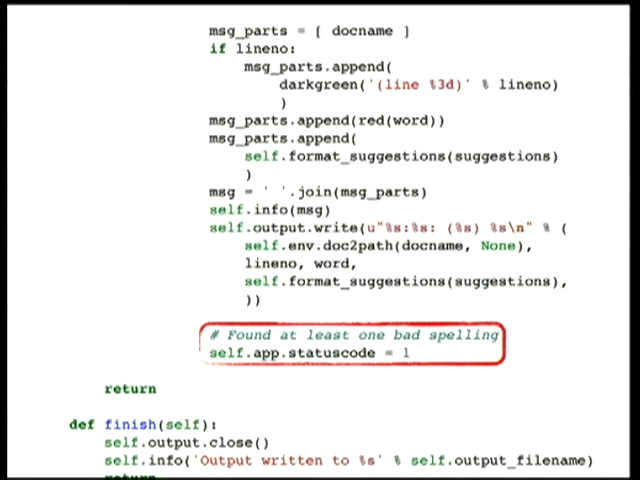 msg_parts = [ docname ]
if lineno:
msg_parts.append(
darkgreen('(line %3d)' % lineno)
)
msg_parts.append(red(word))
msg_parts.append(
self.format_suggestions(suggestions)
)
msg = ' '.join(msg_parts)
self.info(msg)
self.output.write(u"%s:%s: (%s) %s\n" % (
self.env.doc2path(docname, None),
lineno, word,
self.format_suggestions(suggestions),
))
# Found at least one bad spelling
self.app.statuscode = 1
return
def finish(self):
self.output.close()
self.info('Output written to %s' % self.output_filename)
return